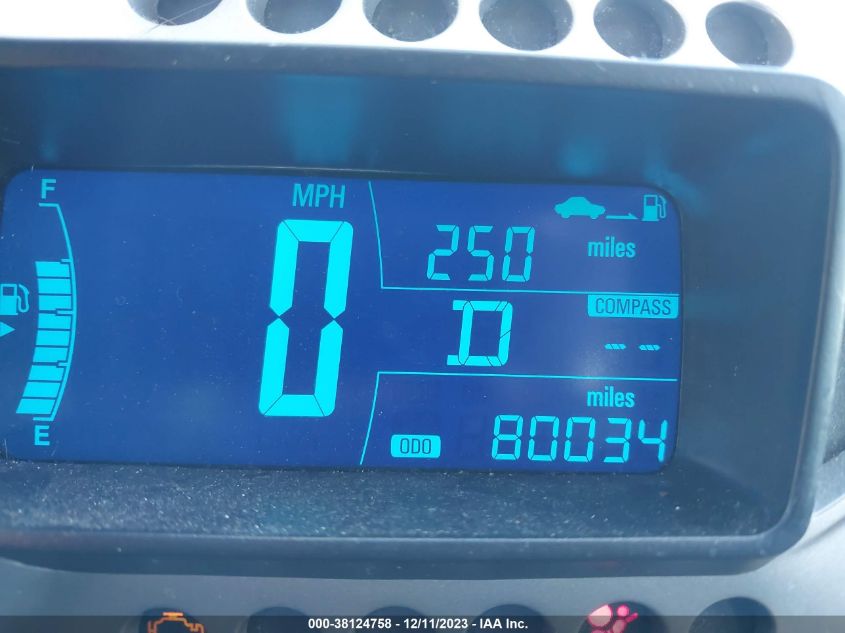 F
MPH
250
miles
COMPASS
0
D
--
miles
E
ODO
80034
000-38124758 - 12/11/2023 - IAA Inc.